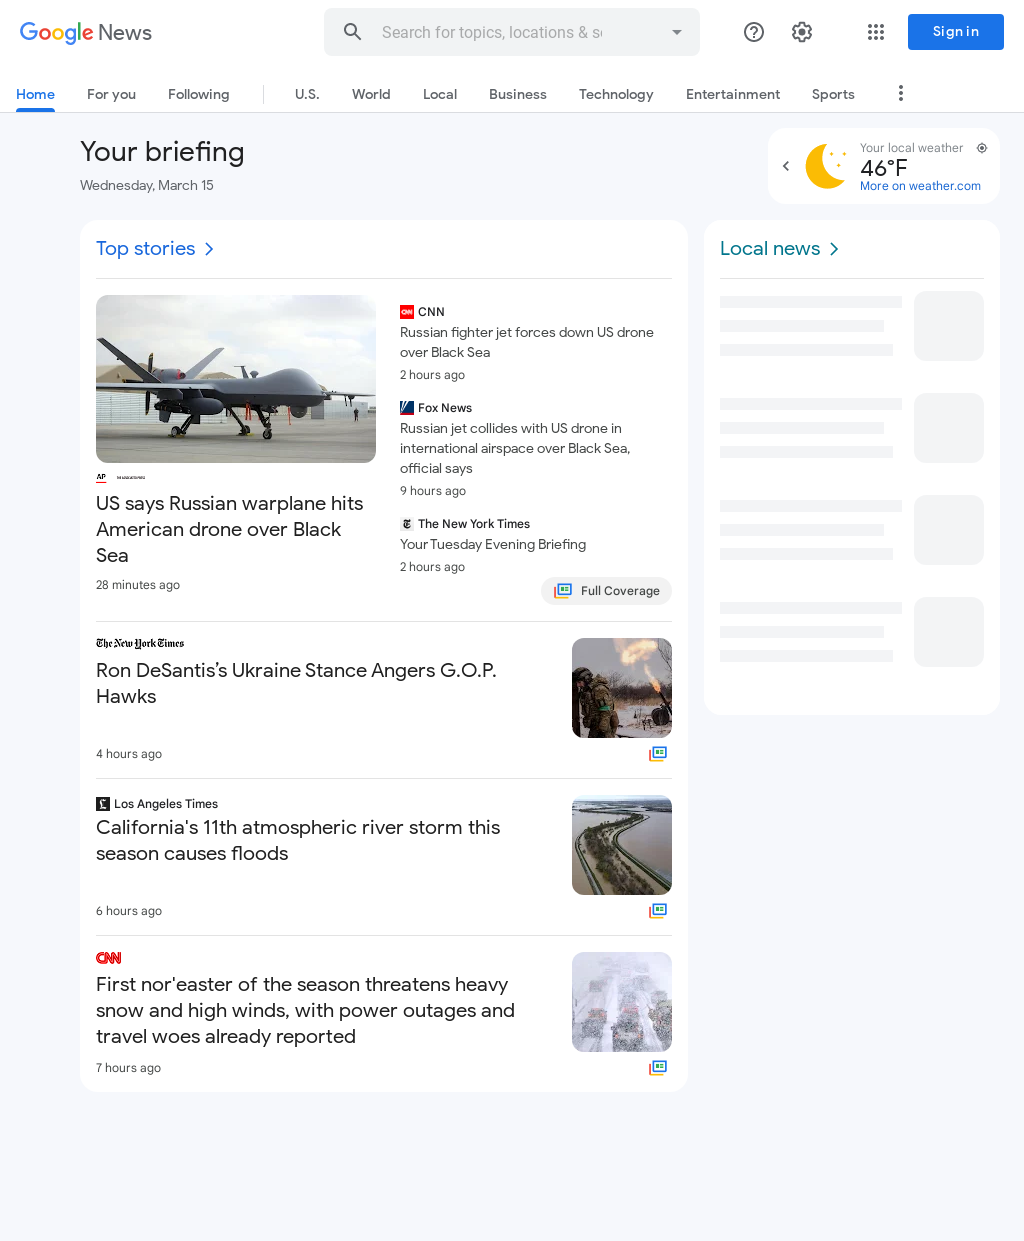 Google News
Search for topics, locations & so
Sign in
Home
For you
Following
U.S.
World
Local
Business
Technology
Entertainment
Sports
Your briefing
Wednesday, March 15
Your local weather
46°F
More on weather.com
Top stories
AP
US says Russian warplane hits
American drone over Black
Sea
28 minutes ago
CNN
Russian fighter jet forces down US drone
over Black Sea
2 hours ago
Fox News
Russian jet collides with US drone in
international airspace over Black Sea,
official says
9 hours ago
The New York Times
Your Tuesday Evening Briefing
2 hours ago
Full Coverage
The New York Times
Ron DeSantis’s Ukraine Stance Angers G.O.P.
Hawks
4 hours ago
Los Angeles Times
California's 11th atmospheric river storm this
season causes floods
6 hours ago
CNN
First nor'easter of the season threatens heavy
snow and high winds, with power outages and
travel woes already reported
7 hours ago
Local news